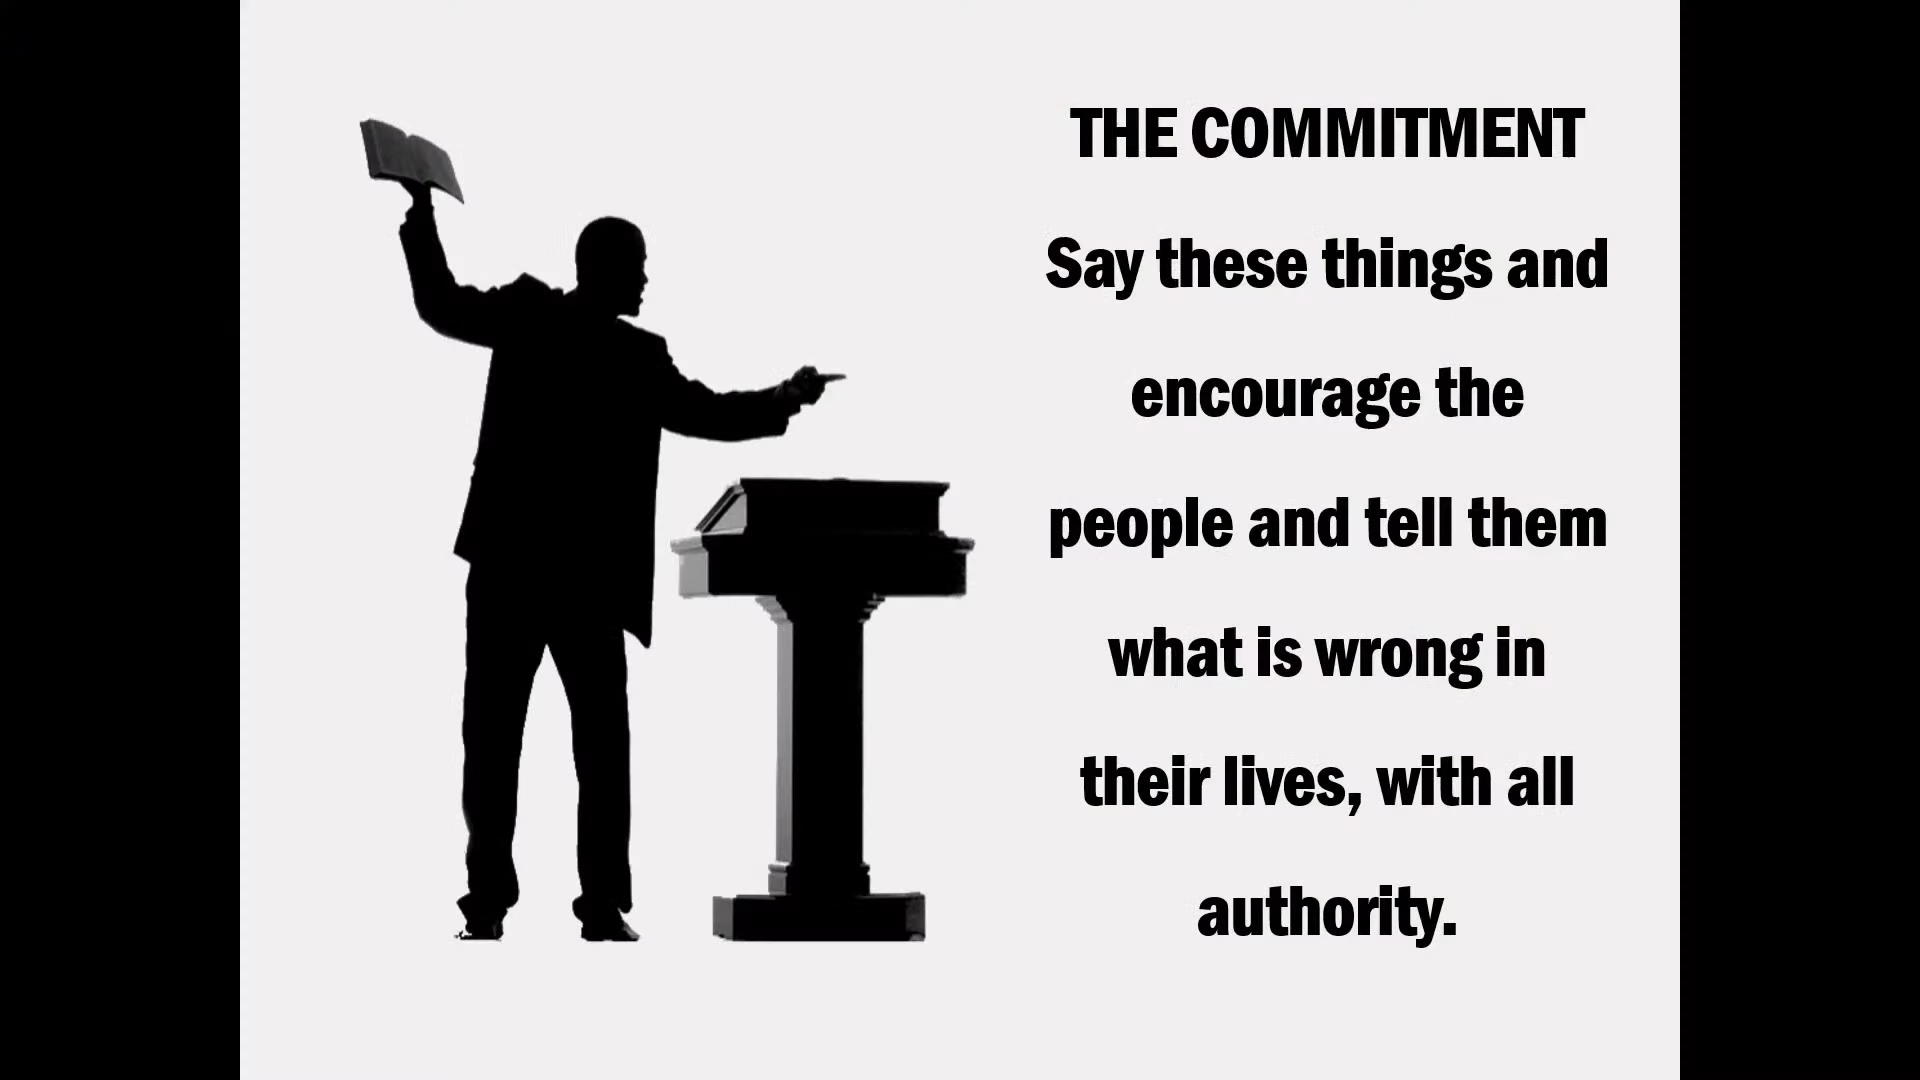 THE COMMITMENT
Say these things and
encourage the
people and tell them
what is wrong in
their lives, with all
authority.